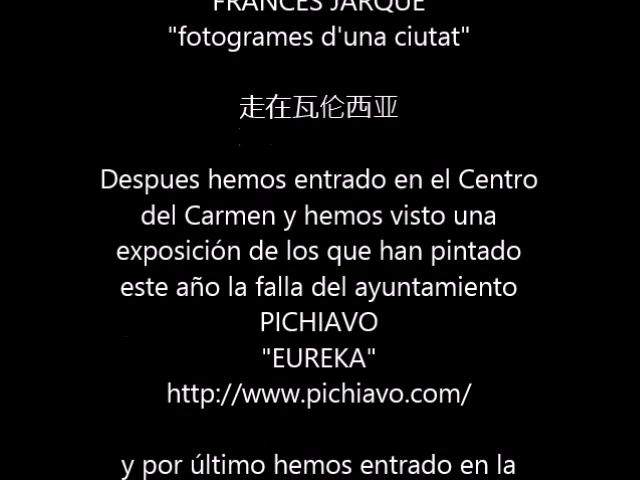 FRANCES JARQUE
"fotogrames d'una ciutat"
走在瓦伦西亚
Despues hemos entrado en el Centro
del Carmen y hemos visto una
exposición de los que han pintado
este año la falla del ayuntamiento
PICHIAVO
"EUREKA"
http://www.pichiavo.com/
y por último hemos entrado en la